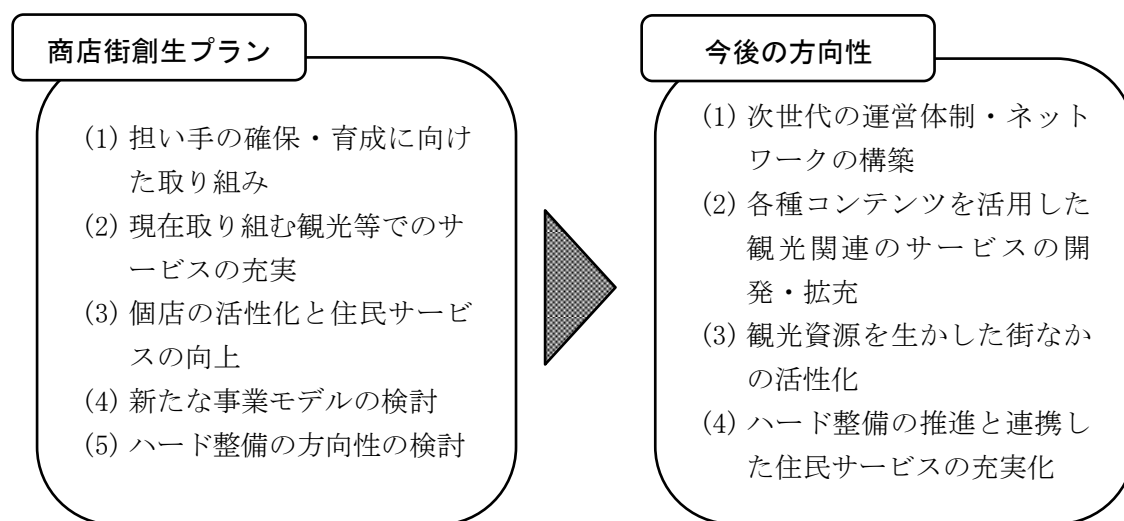 商店街創生プラン
(1) 担い手の確保・育成に向け
た取り組み
(2) 現在取り組む観光等でのサ
ービスの充実
(3) 個店の活性化と住民サービ
スの向上
(4) 新たな事業モデルの検討
(5) ハード整備の方向性の検討
今後の方向性
(1) 次世代の運営体制・ネット
ワークの構築
(2) 各種コンテンツを活用した
観光関連のサービスの開
発・拡充
(3) 観光資源を生かした街なか
の活性化
(4) ハード整備の推進と連携し
た住民サービスの充実化